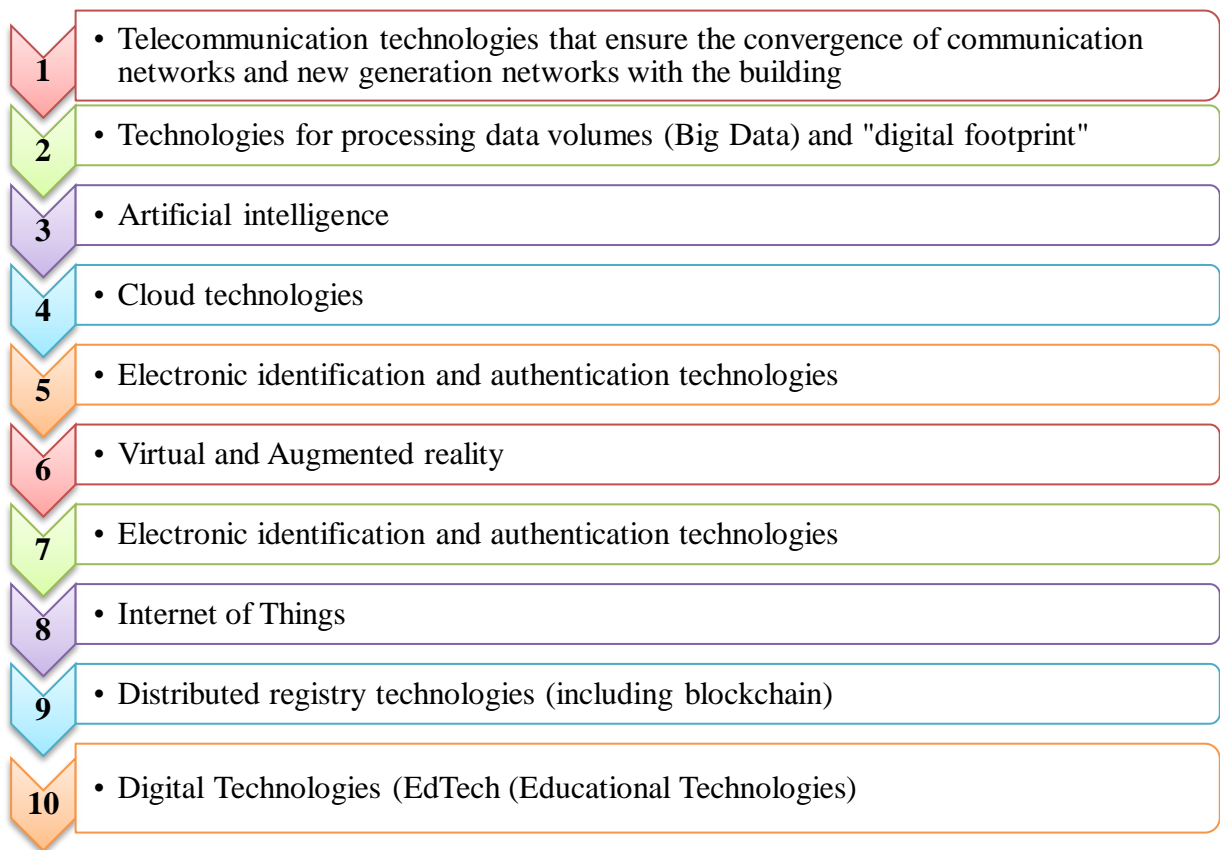 1
• Telecommunication technologies that ensure the convergence of communication
networks and new generation networks with the building
2
• Technologies for processing data volumes (Big Data) and "digital footprint"
3
• Artificial intelligence
4
• Cloud technologies
5
• Electronic identification and authentication technologies
6
• Virtual and Augmented reality
7
• Electronic identification and authentication technologies
8
• Internet of Things
9
• Distributed registry technologies (including blockchain)
10
• Digital Technologies (EdTech (Educational Technologies)